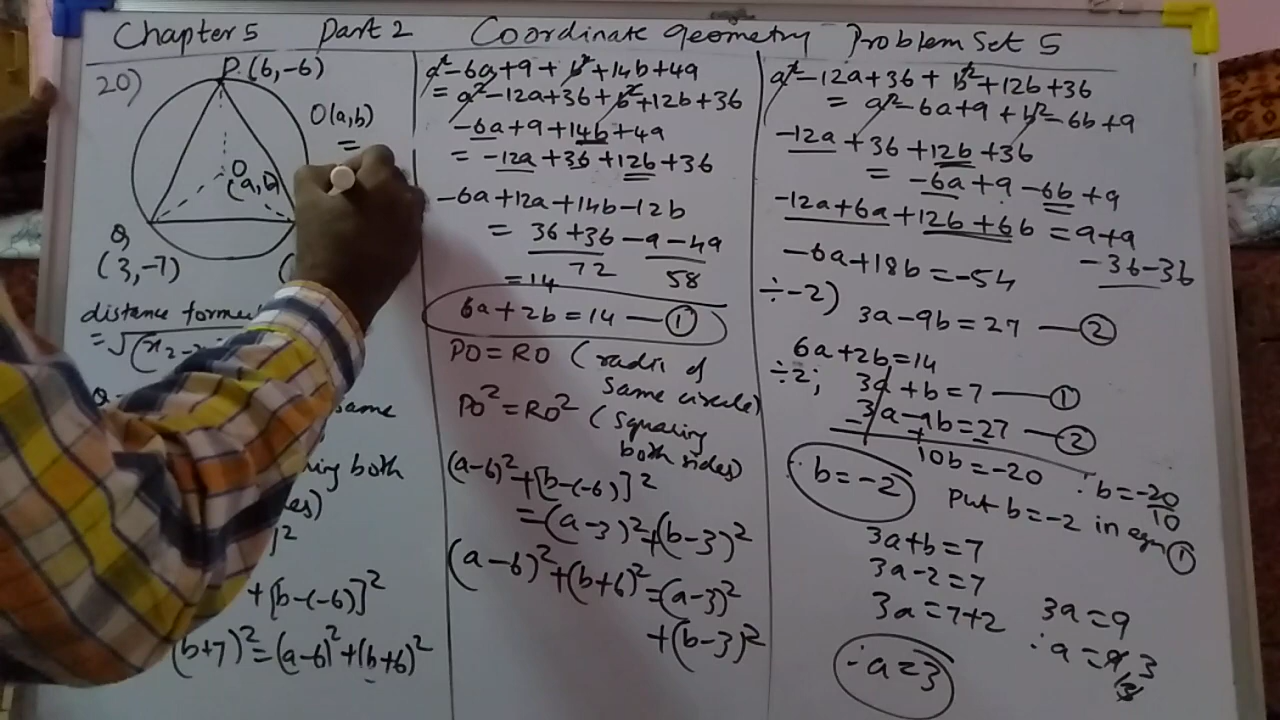 Chapter 5 Part 2 Coordinate geometry Problem Set 5
20) P. (6,-6)
O(a,b)
=
O
(a,b)
Q
(3,-7)
(
distance formu
= √(x₂-x
Q
same
ring both
es)
]²
+[b-(-6)]²
(b+7)²=(a-6)²+(b+6)²
a²-6a+9+b²+14b+49
= a²-12a+36+b²+12b+36
-6a+9+14b+49
= -12a+36+12b+36
-6a+12a+14b-12b
= 36+36-9-49
72 58
=14
6a+2b=14 — ①
PO=RO (radii of
same circle)
PO²=RO² (Squaring
both sides)
(a-6)²+[b-(-6)]²
=(a-3)²+(b-3)²
(a-6)²+(b+6)²=(a-3)²
+(b-3)²
a²-12a+36+b²+12b+36
= a²-6a+9+b²-6b+9
-12a+36+12b+36
= -6a+9-6b+9
-12a+6a+12b+6b=9+9
-36-36
-6a+18b=-54
÷-2) 3a-9b=27 — ②
6a+2b=14
÷2; 3a+b=7 — ①
3a-9b=27 — ②
- +
10b=-20 ∴b=-20
10
∴b=-2
Put b=-2 in eqn ①
3a+b=7
3a-2=7
3a=7+2 3a=9
∴a=9 3
3
∴a=3